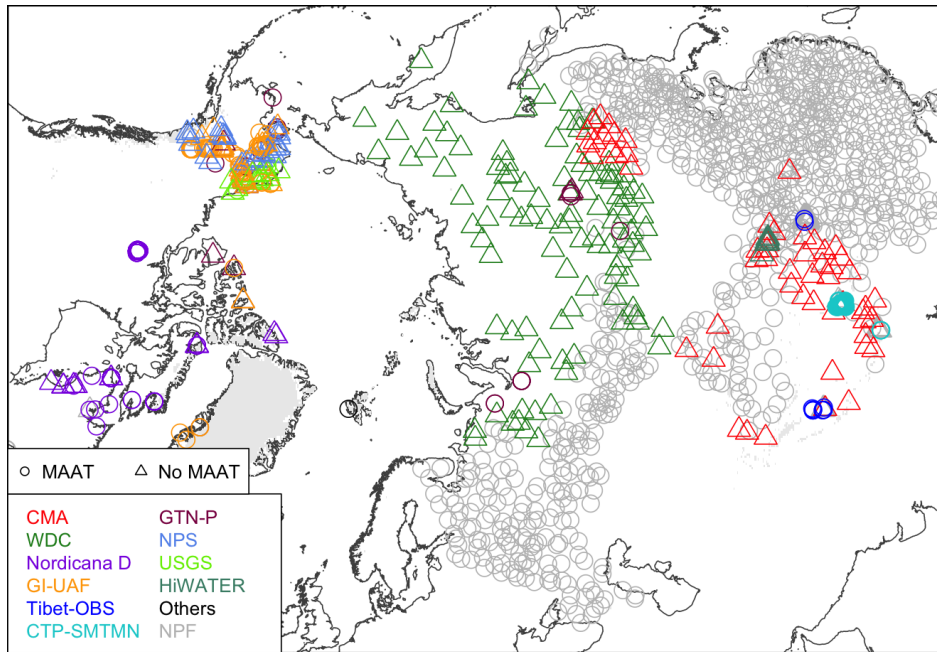 MAAT No MAAT
CMA GTN-P
WDC NPS
Nordicana D USGS
GI-UAF HiWATER
Tibet-OBS Others
CTP-SMTMN NPF